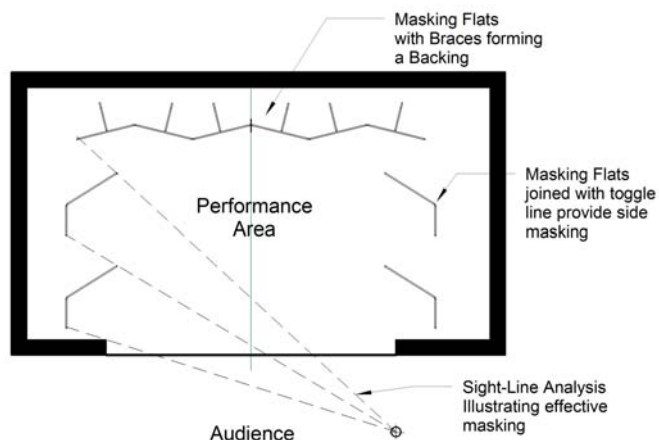 Masking Flats
with Braces forming
a Backing
Masking Flats
joined with toggle
line provide side
masking
Performance
Area
Sight-Line Analysis
Illustrating effective
masking
Audience